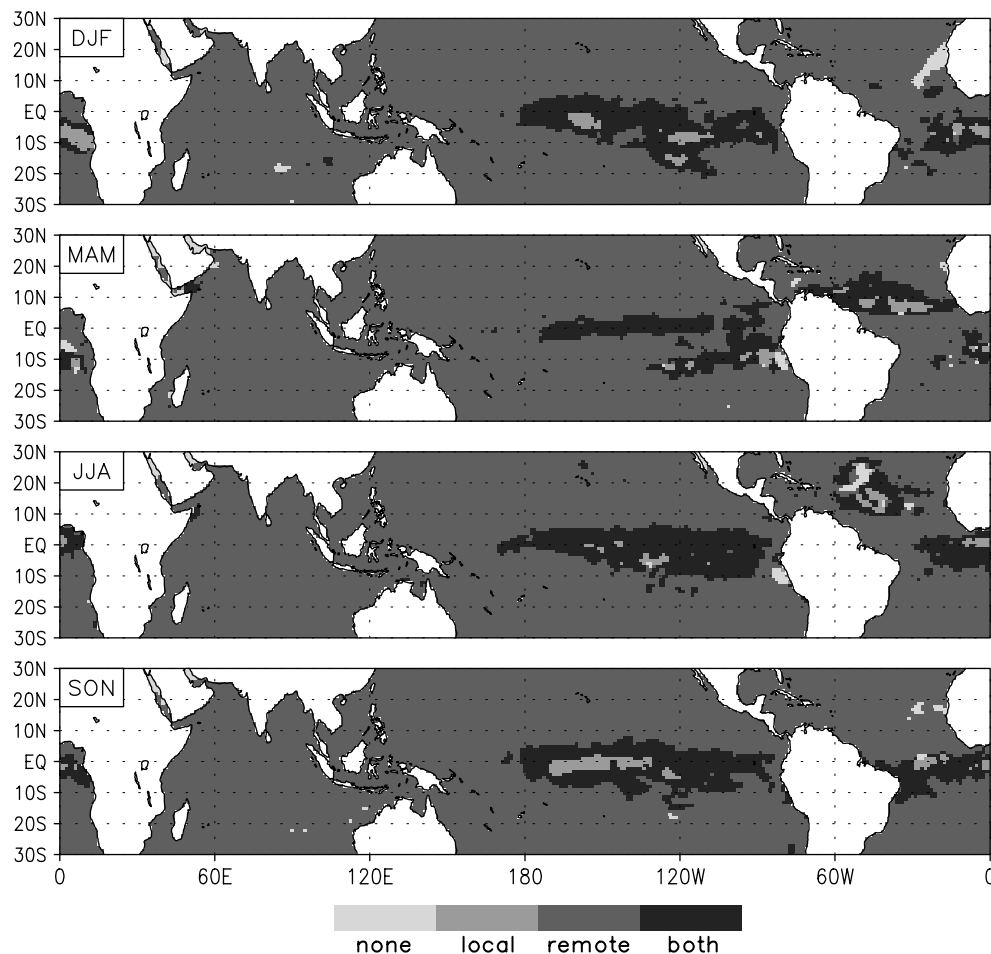 30N
DJF
20N
10N
EQ
10S
20S
30S
30N
MAM
20N
10N
EQ
10S
20S
30S
30N
JJA
20N
10N
EQ
10S
20S
30S
30N
SON
20N
10N
EQ
10S
20S
30S
0 60E 120E 180 120W 60W 0
none local remote both